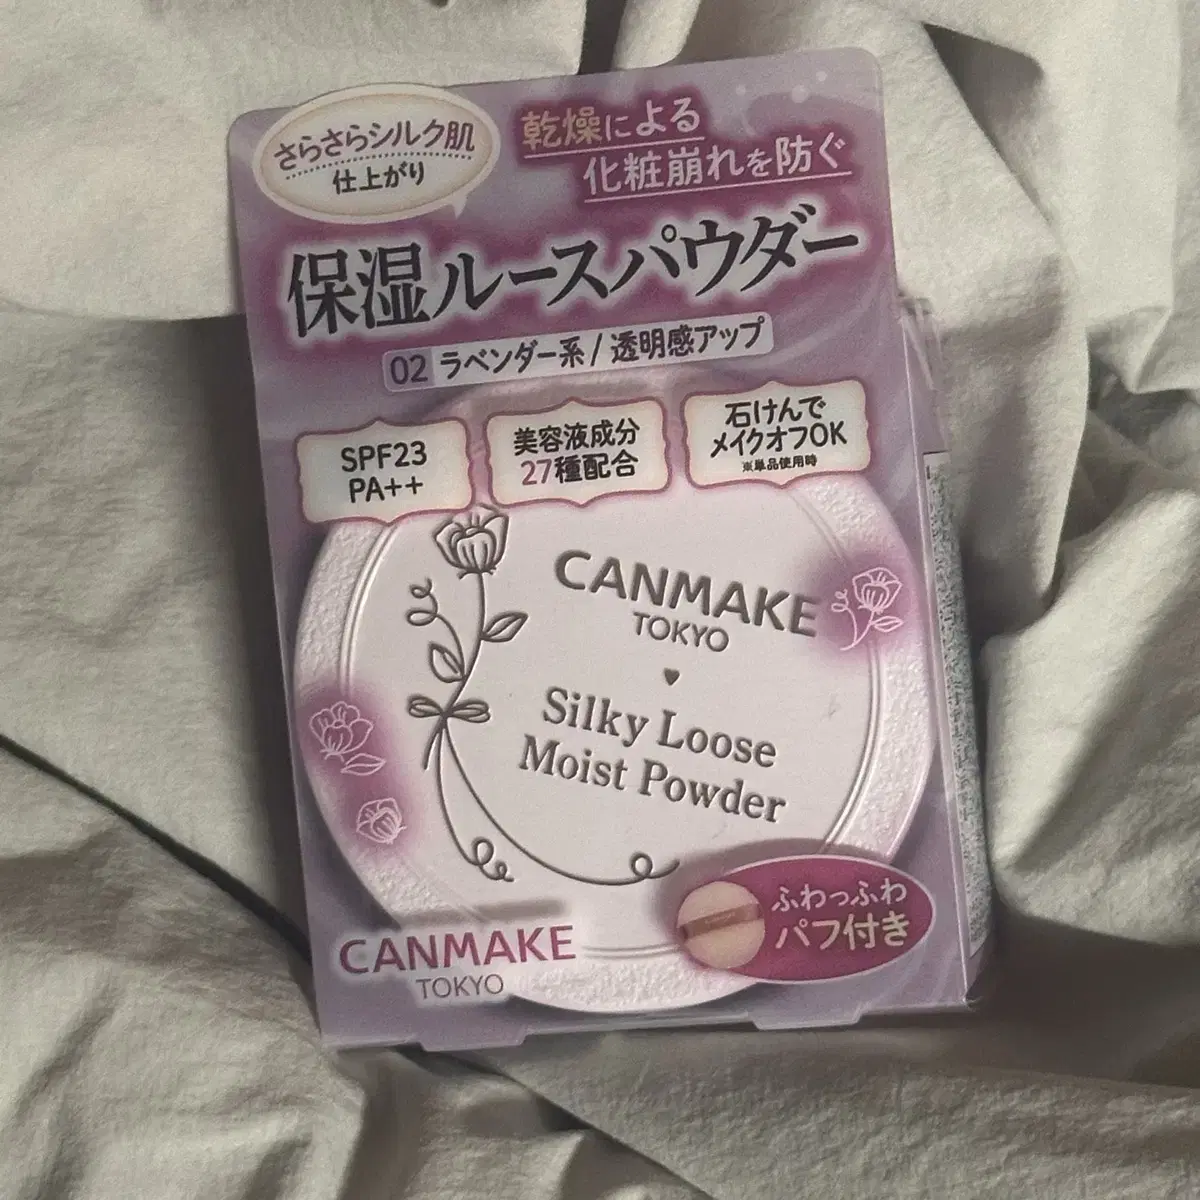 さらさらシルク肌
仕上がり
乾燥による
化粧崩れを防ぐ
保湿ルースパウダー
02 ラベンダー系/透明感アップ
SPF23
PA++
美容液成分
27種配合
石けんで
メイクオフOK
※単品使用時
CANMAKE
TOKYO
♥
Silky Loose
Moist Powder
ふわっふわ
パフ付き
CANMAKE
TOKYO